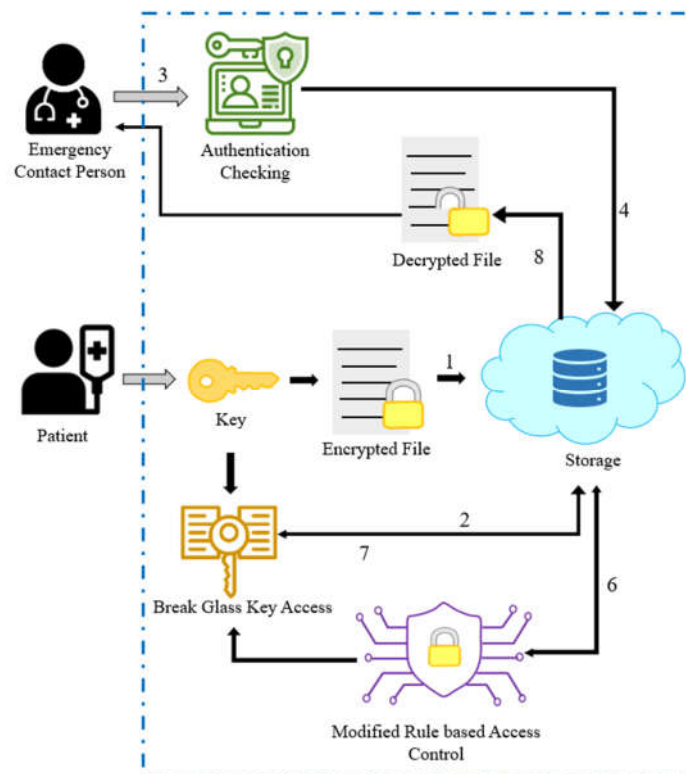 3
Emergency
Contact Person
Authentication
Checking
4
Decrypted File
8
1
Patient
Key
Encrypted File
Storage
2
7
6
Break Glass Key Access
Modified Rule based Access
Control